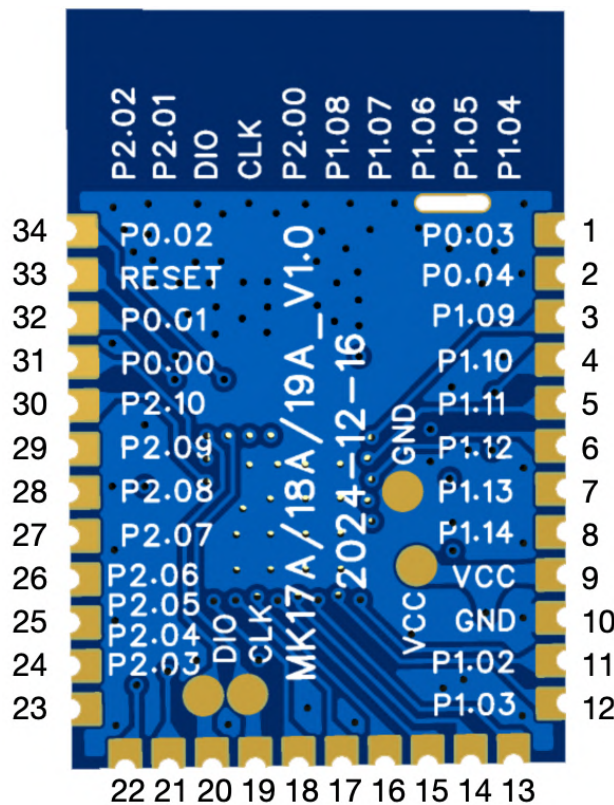 P2.02
P2.01
DIO
CLK
P2.00
P1.08
P1.07
P1.06
P1.05
P1.04
34 P0.02 P0.03 1
33 RESET P0.04 2
32 P0.01 P1.09 3
31 P0.00 P1.10 4
30 P2.10 P1.11 5
29 P2.09 P1.12 6
28 P2.08 P1.13 7
27 P2.07 P1.14 8
26 P2.06 VCC 9
25 P2.05 GND 10
P2.04
24 P2.03 P1.02 11
23 P1.03 12
MK17A/18A/19A_ V1.0
2024-12-16
GND
VCC
DIO
CLK
22 21 20 19 18 17 16 15 14 13